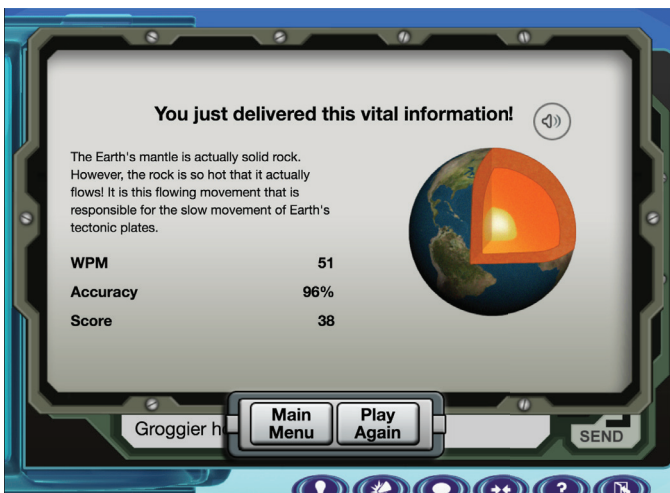 You just delivered this vital information!
The Earth's mantle is actually solid rock.
However, the rock is so hot that it actually
flows! It is this flowing movement that is
responsible for the slow movement of Earth's
tectonic plates.
WPM 51
Accuracy 96%
Score 38
Main Menu
Play Again
Groggier
SEND
?